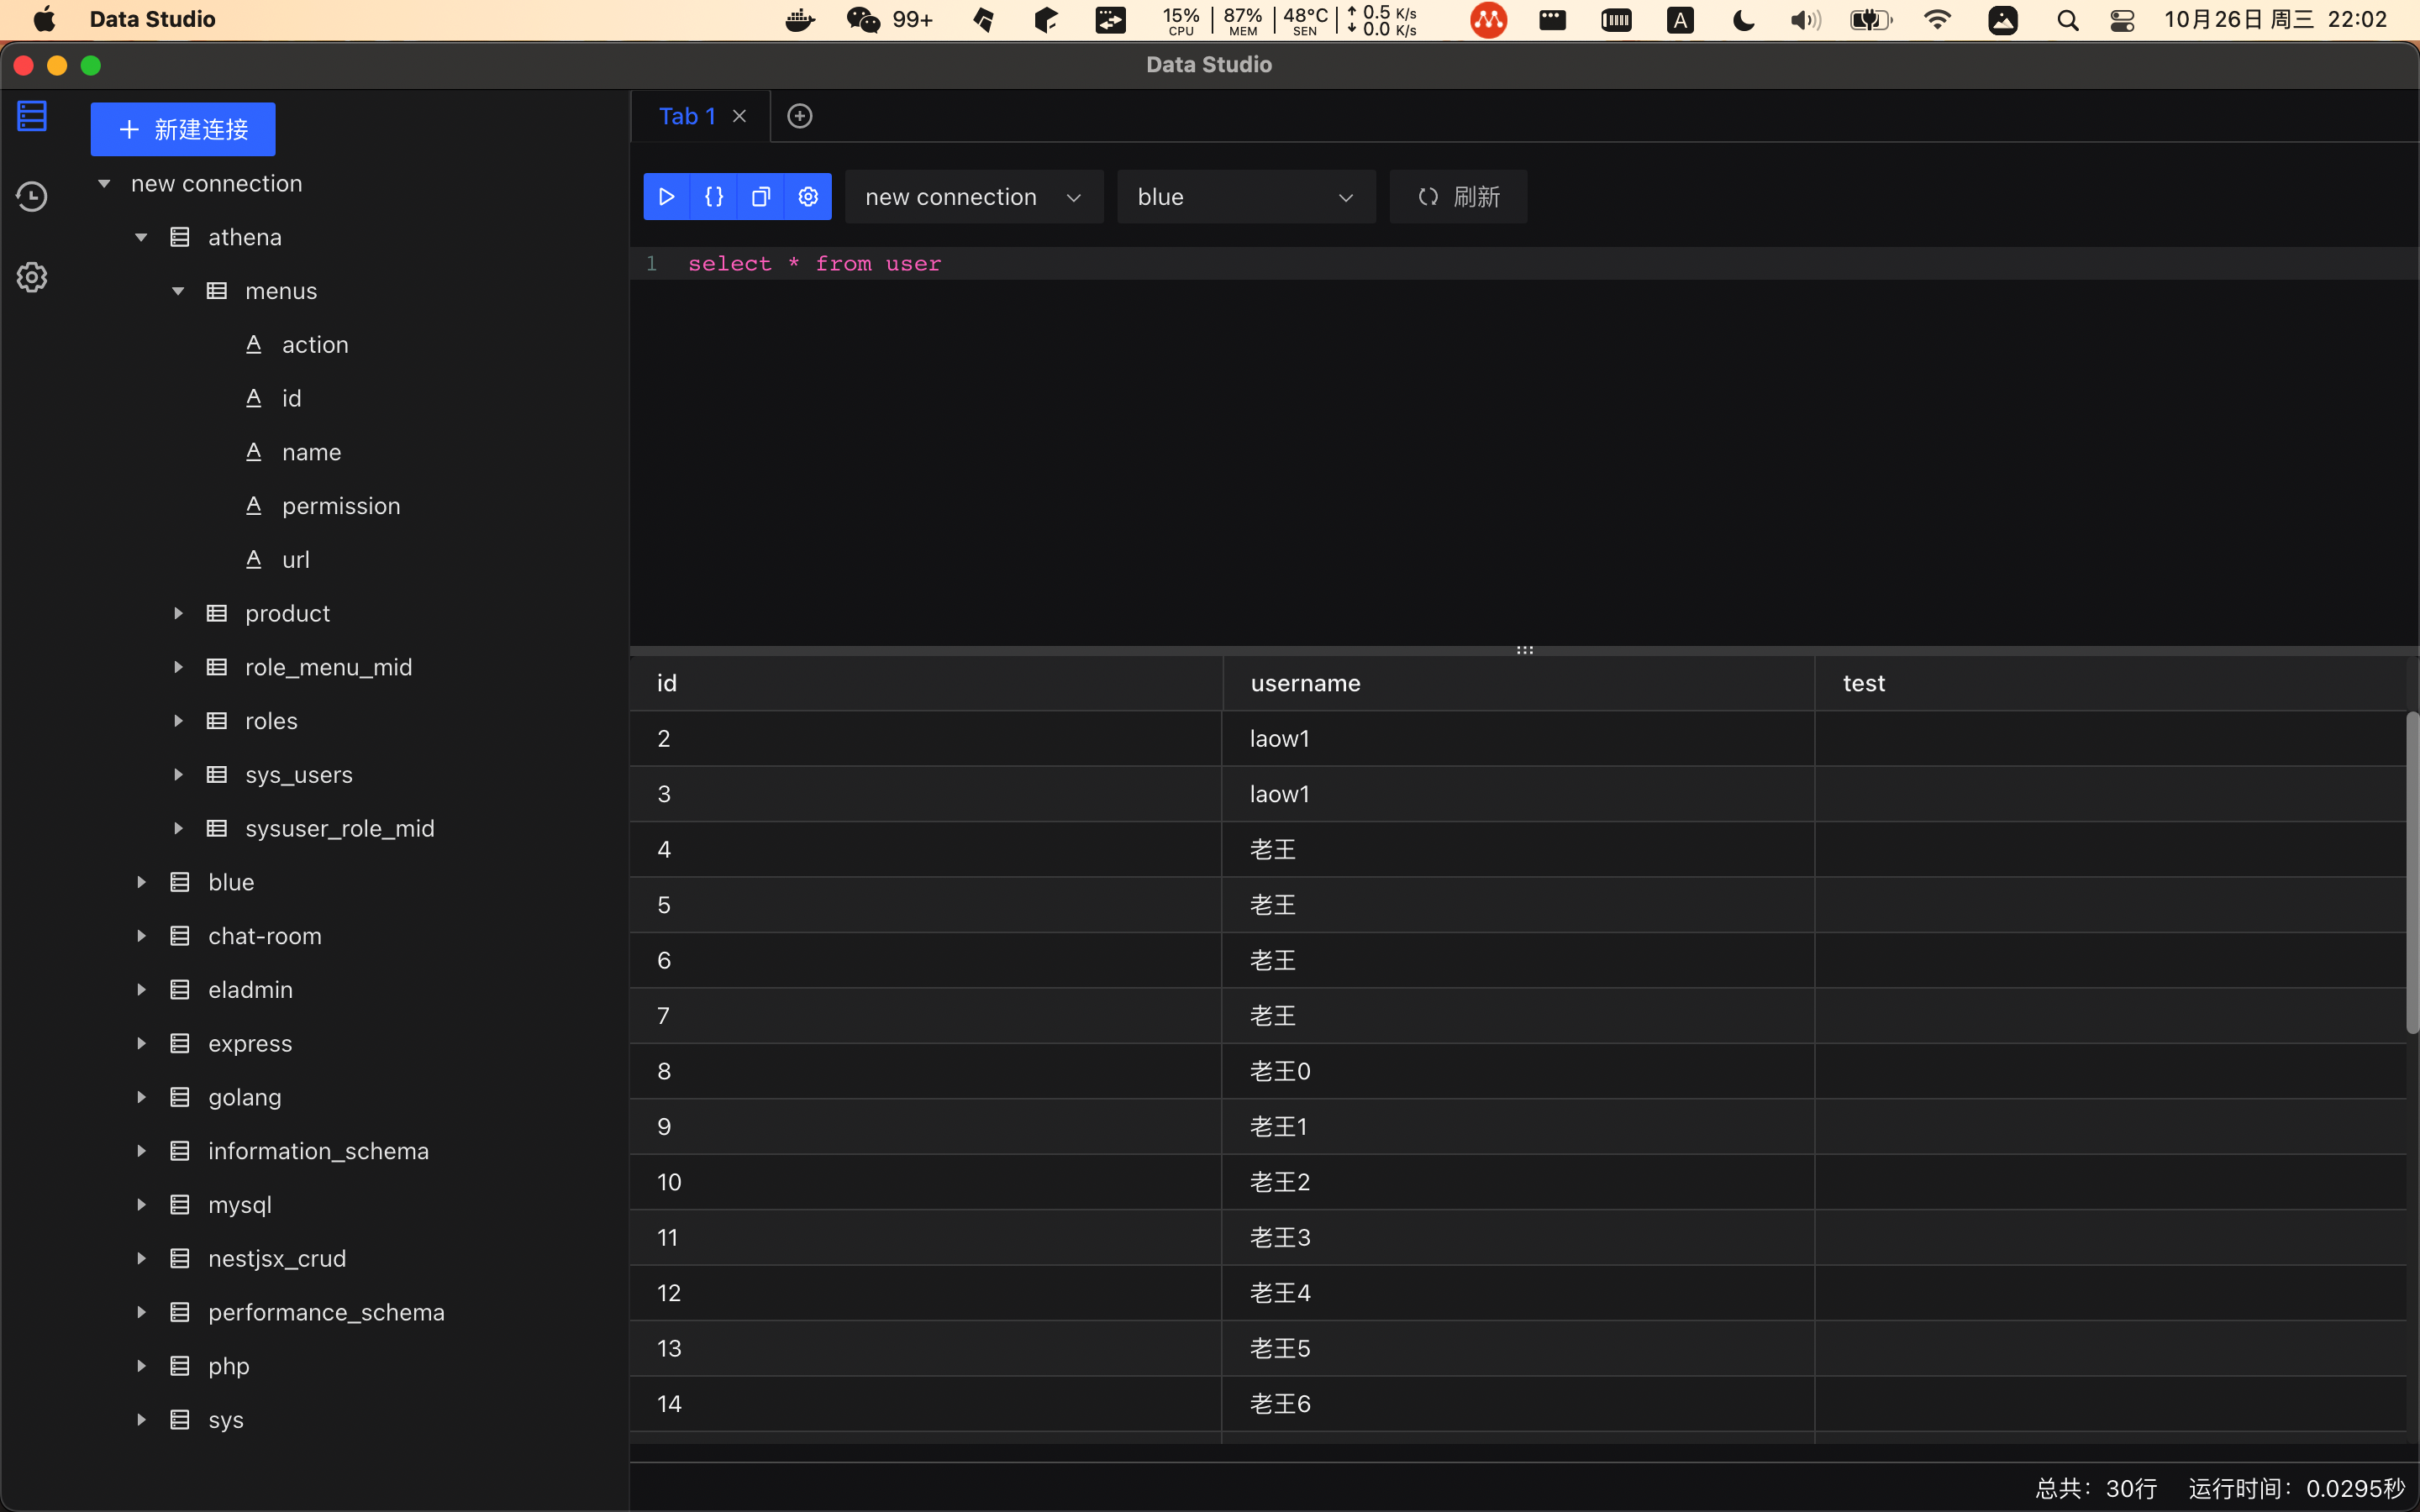 Data Studio
99+
15% CPU 87% MEM 48°C SEN 0.5 K/s 0.0 K/s
A
10月26日 周三 22:02
Data Studio
新建连接
new connection
athena
menus
action
id
name
permission
url
product
role_menu_mid
roles
sys_users
sysuser_role_mid
blue
chat-room
eladmin
express
golang
information_schema
mysql
nestjsx_crud
performance_schema
php
sys
Tab 1
{} new connection blue 刷新
1 select * from user
id username test
2 laow1
3 laow1
4 老王
5 老王
6 老王
7 老王
8 老王0
9 老王1
10 老王2
11 老王3
12 老王4
13 老王5
14 老王6
总共：30行 运行时间：0.0295秒